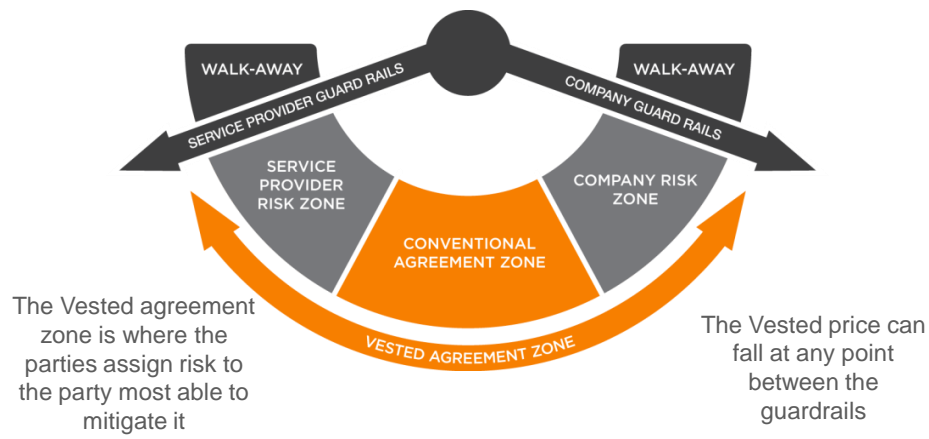 WALK-AWAY
WALK-AWAY
SERVICE PROVIDER GUARD RAILS
COMPANY GUARD RAILS
SERVICE
PROVIDER
RISK ZONE
COMPANY RISK
ZONE
CONVENTIONAL
AGREEMENT ZONE
VESTED AGREEMENT ZONE
The Vested agreement
zone is where the
parties assign risk to
the party most able to
mitigate it
The Vested price can
fall at any point
between the
guardrails